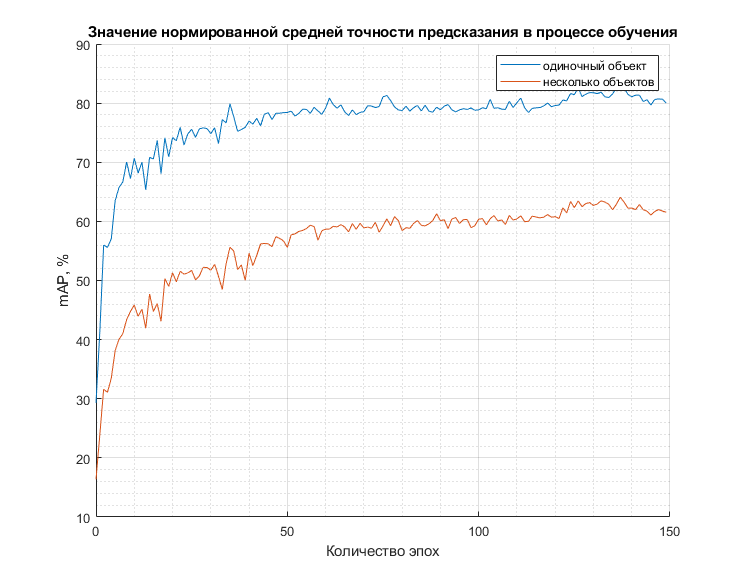 Значение нормированной средней точности предсказания в процессе обучения
одиночный объект
несколько объектов
90
80
70
60
50
40
30
20
10
mAP, %
0
50
100
150
Количество эпох